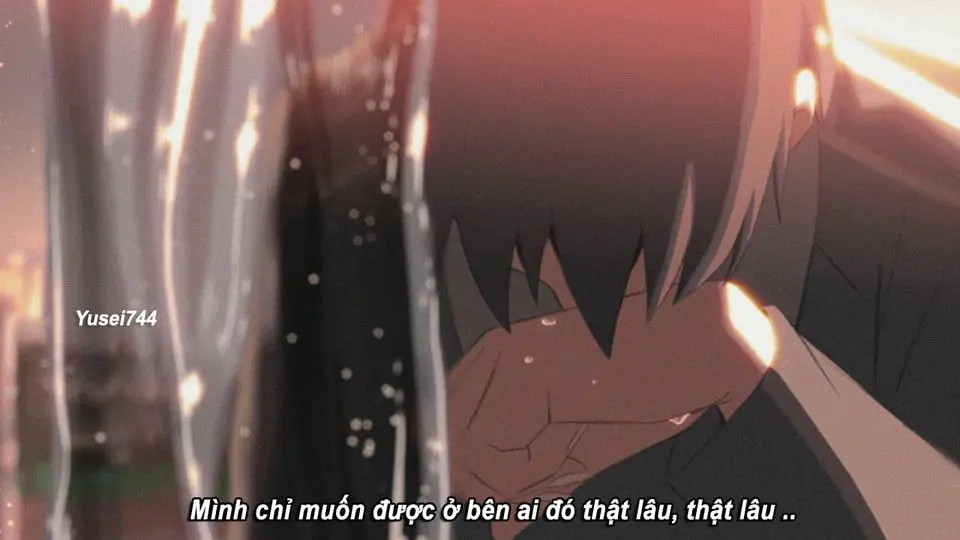 Yusei744
Mình chỉ muốn được ở bên ai đó thật lâu, thật lâu ..